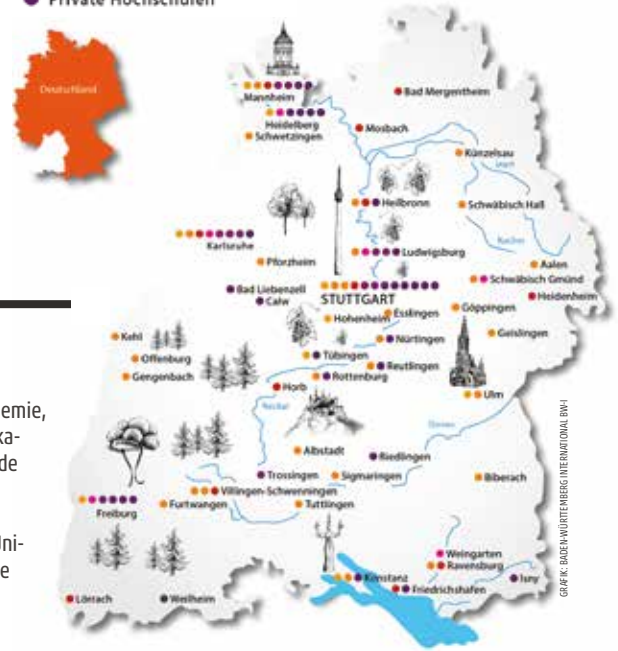 Private Hochschulen
Deutschland
Mannheim
Bad Mergentheim
Heidelberg
Schwetzingen
Mosbach
Künzelsau
Jagst
Heilbronn
Schwäbisch Hall
Kocher
Karlsruhe
Ludwigsburg
Pforzheim
Aalen
Schwäbisch Gmünd
Bad Liebenzell
Calw
STUTTGART
Heidenheim
Hohenheim
Esslingen
Göppingen
Kehl
Nürtingen
Geislingen
Offenburg
Tübingen
Reutlingen
Gengenbach
Rottenburg
Horb
Ulm
Neckar
Donau
Albstadt
Riedlingen
Trossingen
Sigmaringen
Biberach
Villingen-Schwenningen
Freiburg
Furtwangen
Tuttlingen
Weingarten
Ravensburg
Konstanz
Isny
Friedrichshafen
Lörrach
Weilheim
emie,
ka-
de
Uni-
e
GRAFIK: BADEN-WÜRTTEMBERG INTERNATIONAL BW-I